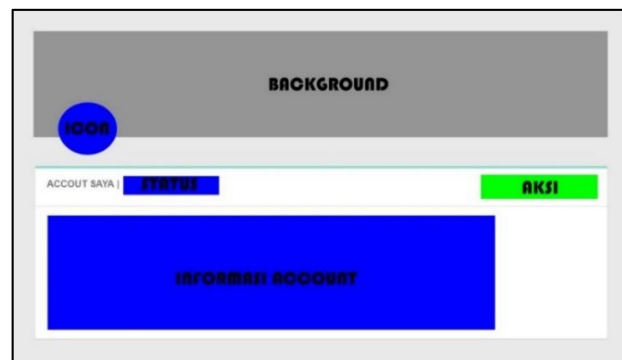 BACKGROUND
ICON
ACCOUT SAYA | STATUS
AKSI
INFORMASI ACCOUNT